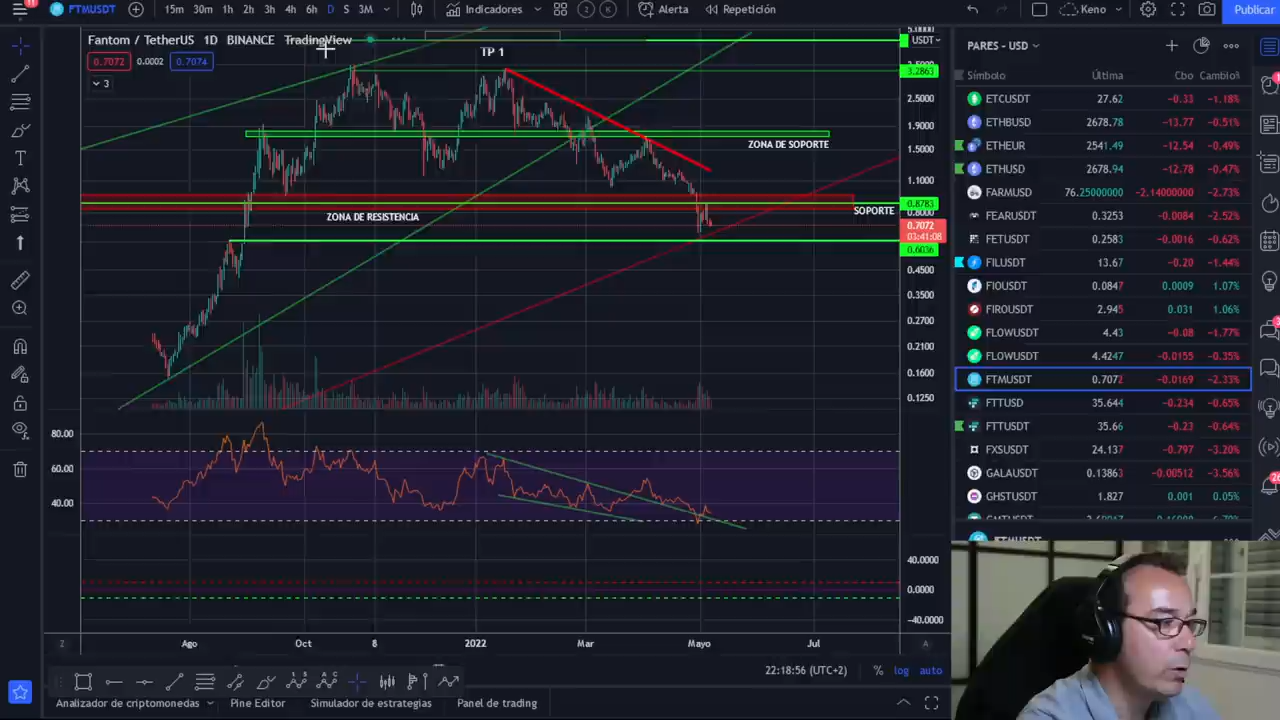 FTMUSDT 15m 30m 1h 2h 3h 4h 6h D S 3M Indicadores Alerta Repetición Keno Publicar
Fantom / TetherUS 1D BINANCE TradingView
0.7072 0.0002 0.7074
3
TP 1
ZONA DE SOPORTE
ZONA DE RESISTENCIA
SOPORTE
USDT
3.2863
2.5000
1.9000
1.5000
1.1000
0.8783
0.8000
0.7072
03:41:08
0.6036
0.4500
0.3500
0.2700
0.2100
0.1600
0.1250
80.00
60.00
40.00
40.0000
0.0000
-40.0000
Z Ago Oct 8 2022 Mar Mayo Jul A
22:18:56 (UTC+2) % log auto
Analizador de criptomonedas Pine Editor Simulador de estrategias Panel de trading
PARES - USD
Símbolo Última Cbo Cambio%
ETCUSDT 27.62 -0.33 -1.18%
ETHBUSD 2678.78 -13.77 -0.51%
ETHEUR 2541.49 -12.54 -0.49%
ETHUSD 2678.94 -12.78 -0.47%
FARMUSD 76.25000000 -2.14000000 -2.73%
FEARUSDT 0.3253 -0.0084 -2.52%
FETUSDT 0.2583 -0.0016 -0.62%
FILUSDT 13.67 -0.20 -1.44%
FIOUSDT 0.0847 0.0009 1.07%
FIROUSDT 2.945 0.031 1.06%
FLOWUSDT 4.43 -0.08 -1.77%
FLOWUSDT 4.4247 -0.0155 -0.35%
FTMUSDT 0.7072 -0.0169 -2.33%
FTTUSD 35.644 -0.234 -0.65%
FTTUSDT 35.66 -0.23 -0.64%
FXSUSDT 24.137 -0.797 -3.20%
GALAUSDT 0.13863 -0.00512 -3.56%
GHSTUSDT 1.827 0.001 0.05%